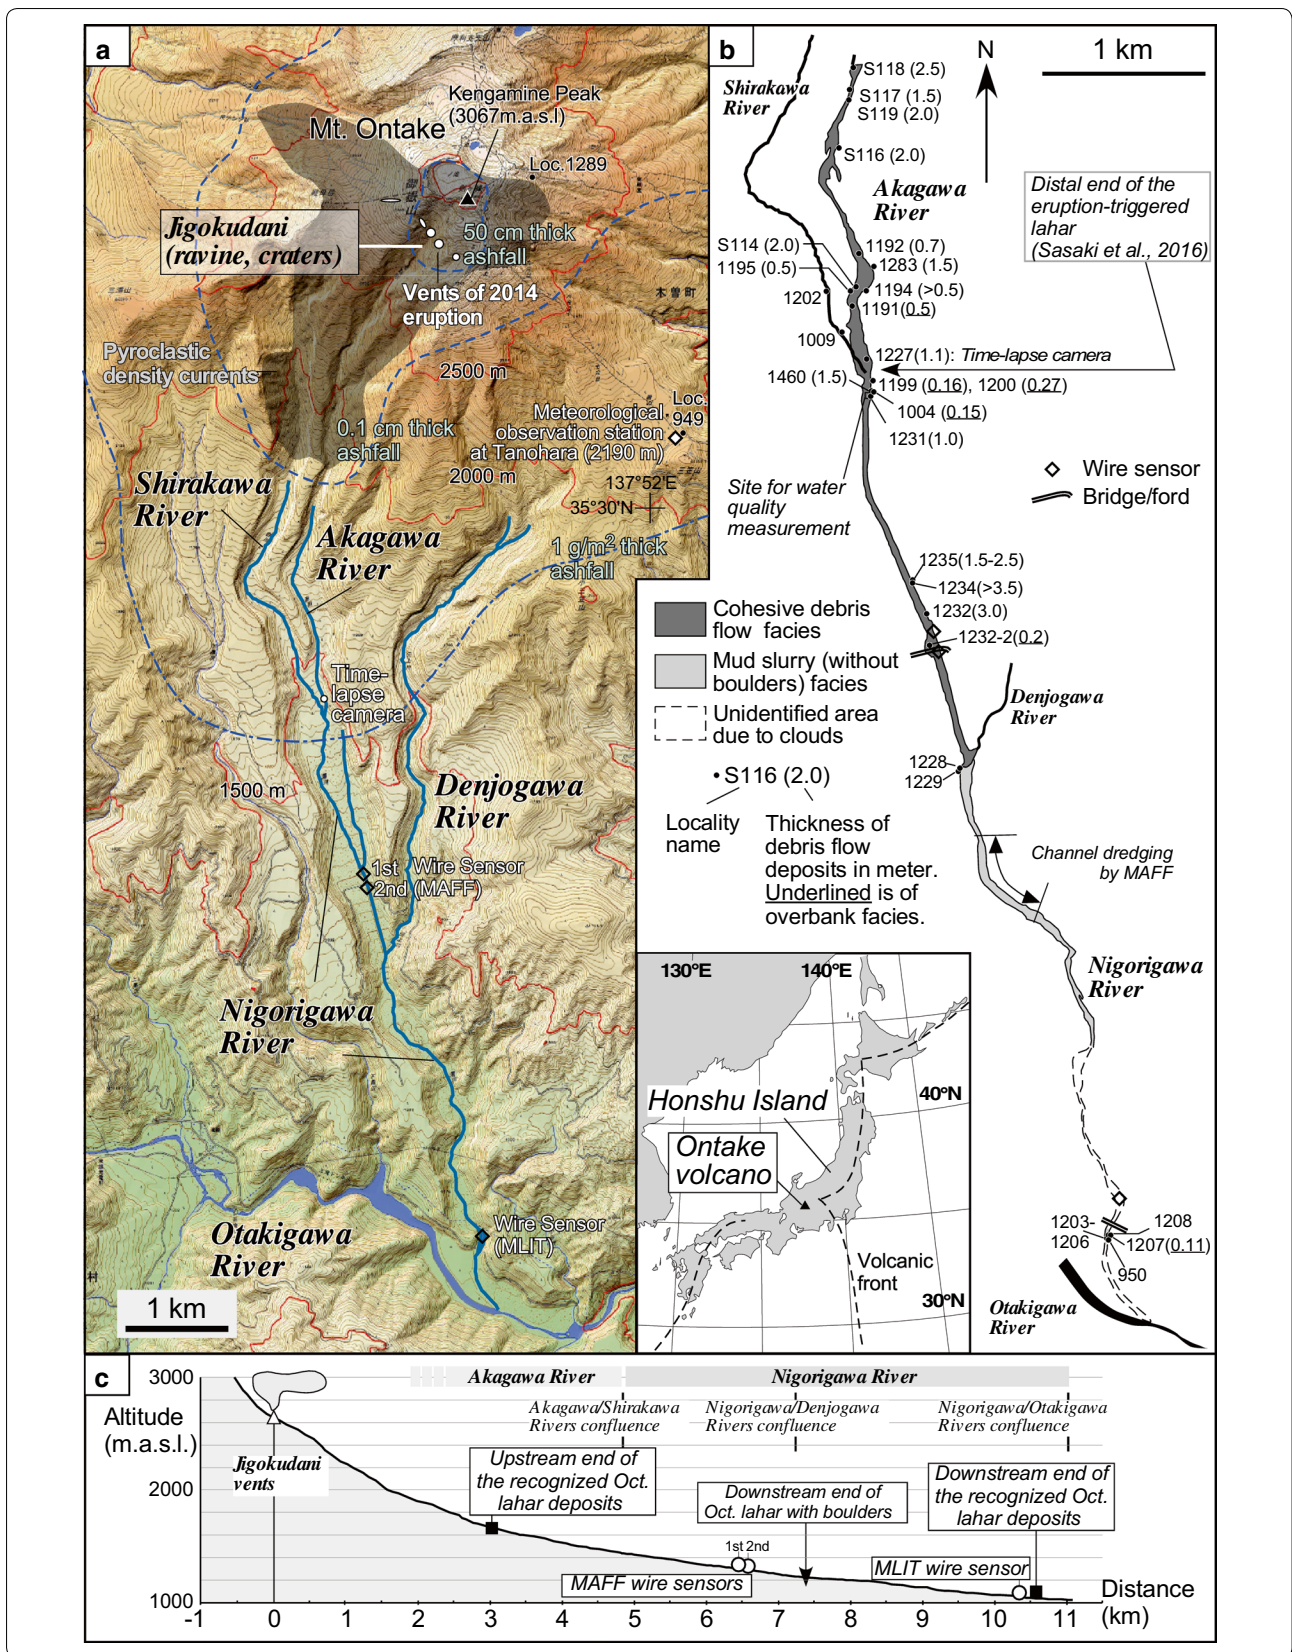 a
Kengamine Peak
(3067m.a.s.l)
Mt. Ontake
Loc.1289
Jigokudani
(ravine, craters)
50 cm thick
ashfall
Vents of 2014
eruption
木曽町
Pyroclastic
density currents
2500 m
Loc.
949
Meteorological
observation station
at Tanohara (2190 m)
0.1 cm thick
ashfall
2000 m
137°52'E
35°30'N
Shirakawa
River
Akagawa
River
1 g/m² thick
ashfall
Time-
lapse
camera
1500 m
Denjogawa
River
1st
2nd
Wire Sensor
(MAFF)
Nigorigawa
River
Otakigawa
River
Wire Sensor
(MLIT)
村
1 km
b
N
1 km
Shirakawa
River
S118 (2.5)
S117 (1.5)
S119 (2.0)
S116 (2.0)
Akagawa
River
Distal end of the
eruption-triggered
lahar
(Sasaki et al., 2016)
S114 (2.0)
1195 (0.5)
1202
1009
1192 (0.7)
1283 (1.5)
1194 (>0.5)
1191(0.5)
1227(1.1): Time-lapse camera
1460 (1.5)
1199 (0.16), 1200 (0.27)
1004 (0.15)
1231(1.0)
Wire sensor
Bridge/ford
Site for water
quality
measurement
1235(1.5-2.5)
1234(>3.5)
1232(3.0)
1232-2(0.2)
Cohesive debris
flow facies
Mud slurry (without
boulders) facies
Unidentified area
due to clouds
S116 (2.0)
Locality
name
Thickness of
debris flow
deposits in meter.
Underlined is of
overbank facies.
Denjogawa
River
1228
1229
Channel dredging
by MAFF
Nigorigawa
River
1203-
1206
1208
1207(0.11)
950
Otakigawa
River
130°E
140°E
40°N
30°N
Honshu Island
Ontake
volcano
Volcanic
front
c
Altitude
(m.a.s.l.)
3000
2000
1000
Akagawa River
Nigorigawa River
Akagawa/Shirakawa
Rivers confluence
Nigorigawa/Denjogawa
Rivers confluence
Nigorigawa/Otakigawa
Rivers confluence
Jigokudani
vents
Upstream end of
the recognized Oct.
lahar deposits
Downstream end of
Oct. lahar with boulders
Downstream end of
the recognized Oct.
lahar deposits
1st 2nd
MAFF wire sensors
MLIT wire sensor
Distance
(km)
-1 0 1 2 3 4 5 6 7 8 9 10 11